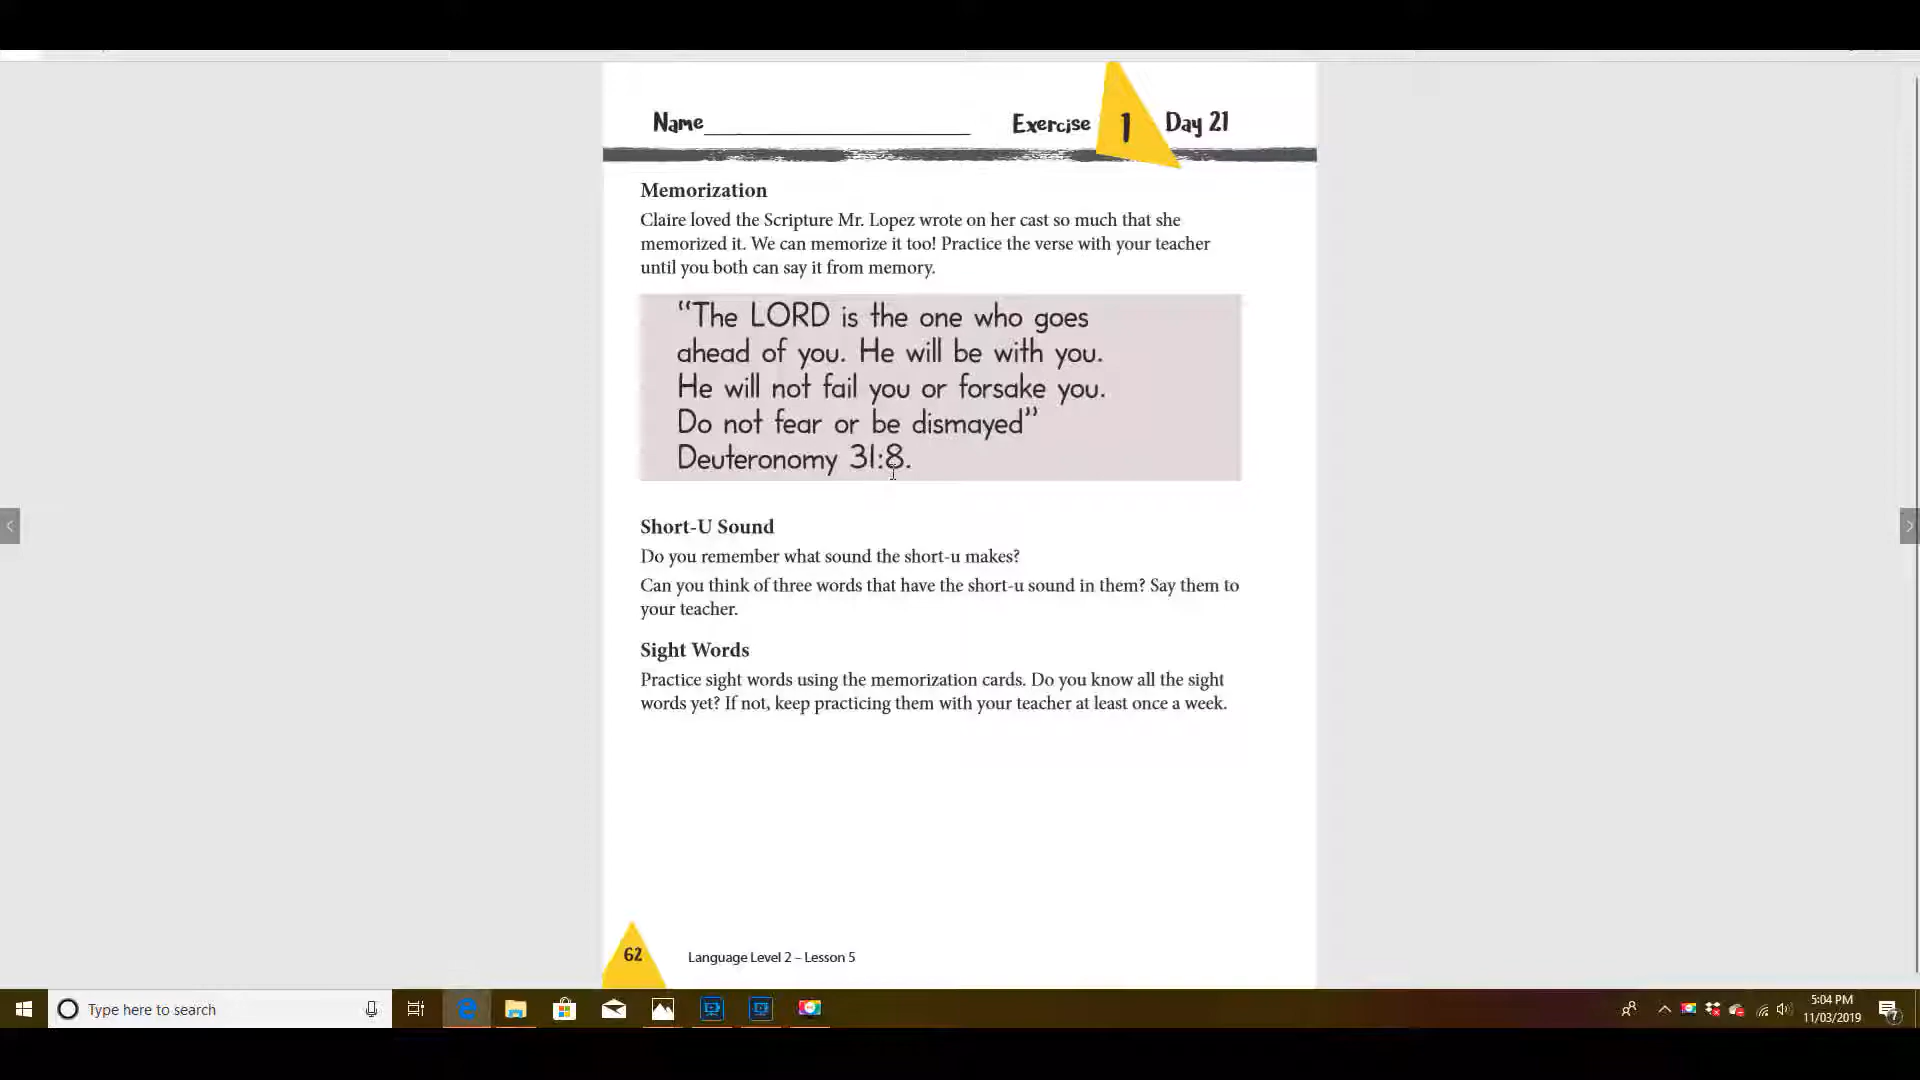 Name
Exercise 1 Day 21
Memorization
Claire loved the Scripture Mr. Lopez wrote on her cast so much that she
memorized it. We can memorize it too! Practice the verse with your teacher
until you both can say it from memory.
“The LORD is the one who goes
ahead of you. He will be with you.
He will not fail you or forsake you.
Do not fear or be dismayed”
Deuteronomy 31:8.
Short-U Sound
Do you remember what sound the short-u makes?
Can you think of three words that have the short-u sound in them? Say them to
your teacher.
Sight Words
Practice sight words using the memorization cards. Do you know all the sight
words yet? If not, keep practicing them with your teacher at least once a week.
62
Language Level 2 – Lesson 5
Type here to search
5:04 PM
11/03/2019
7